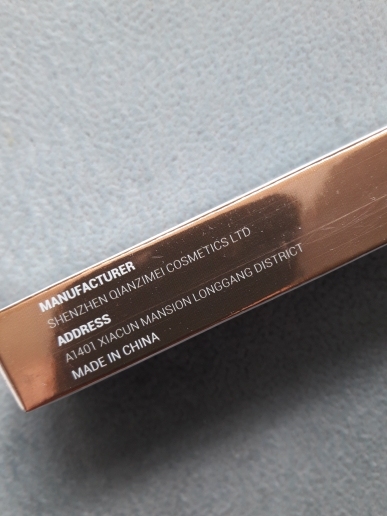 MANUFACTURER
SHENZHEN QIANZIMEI COSMETICS LTD
ADDRESS
A1401 XIACUN MANSION LONGGANG DISTRICT
MADE IN CHINA